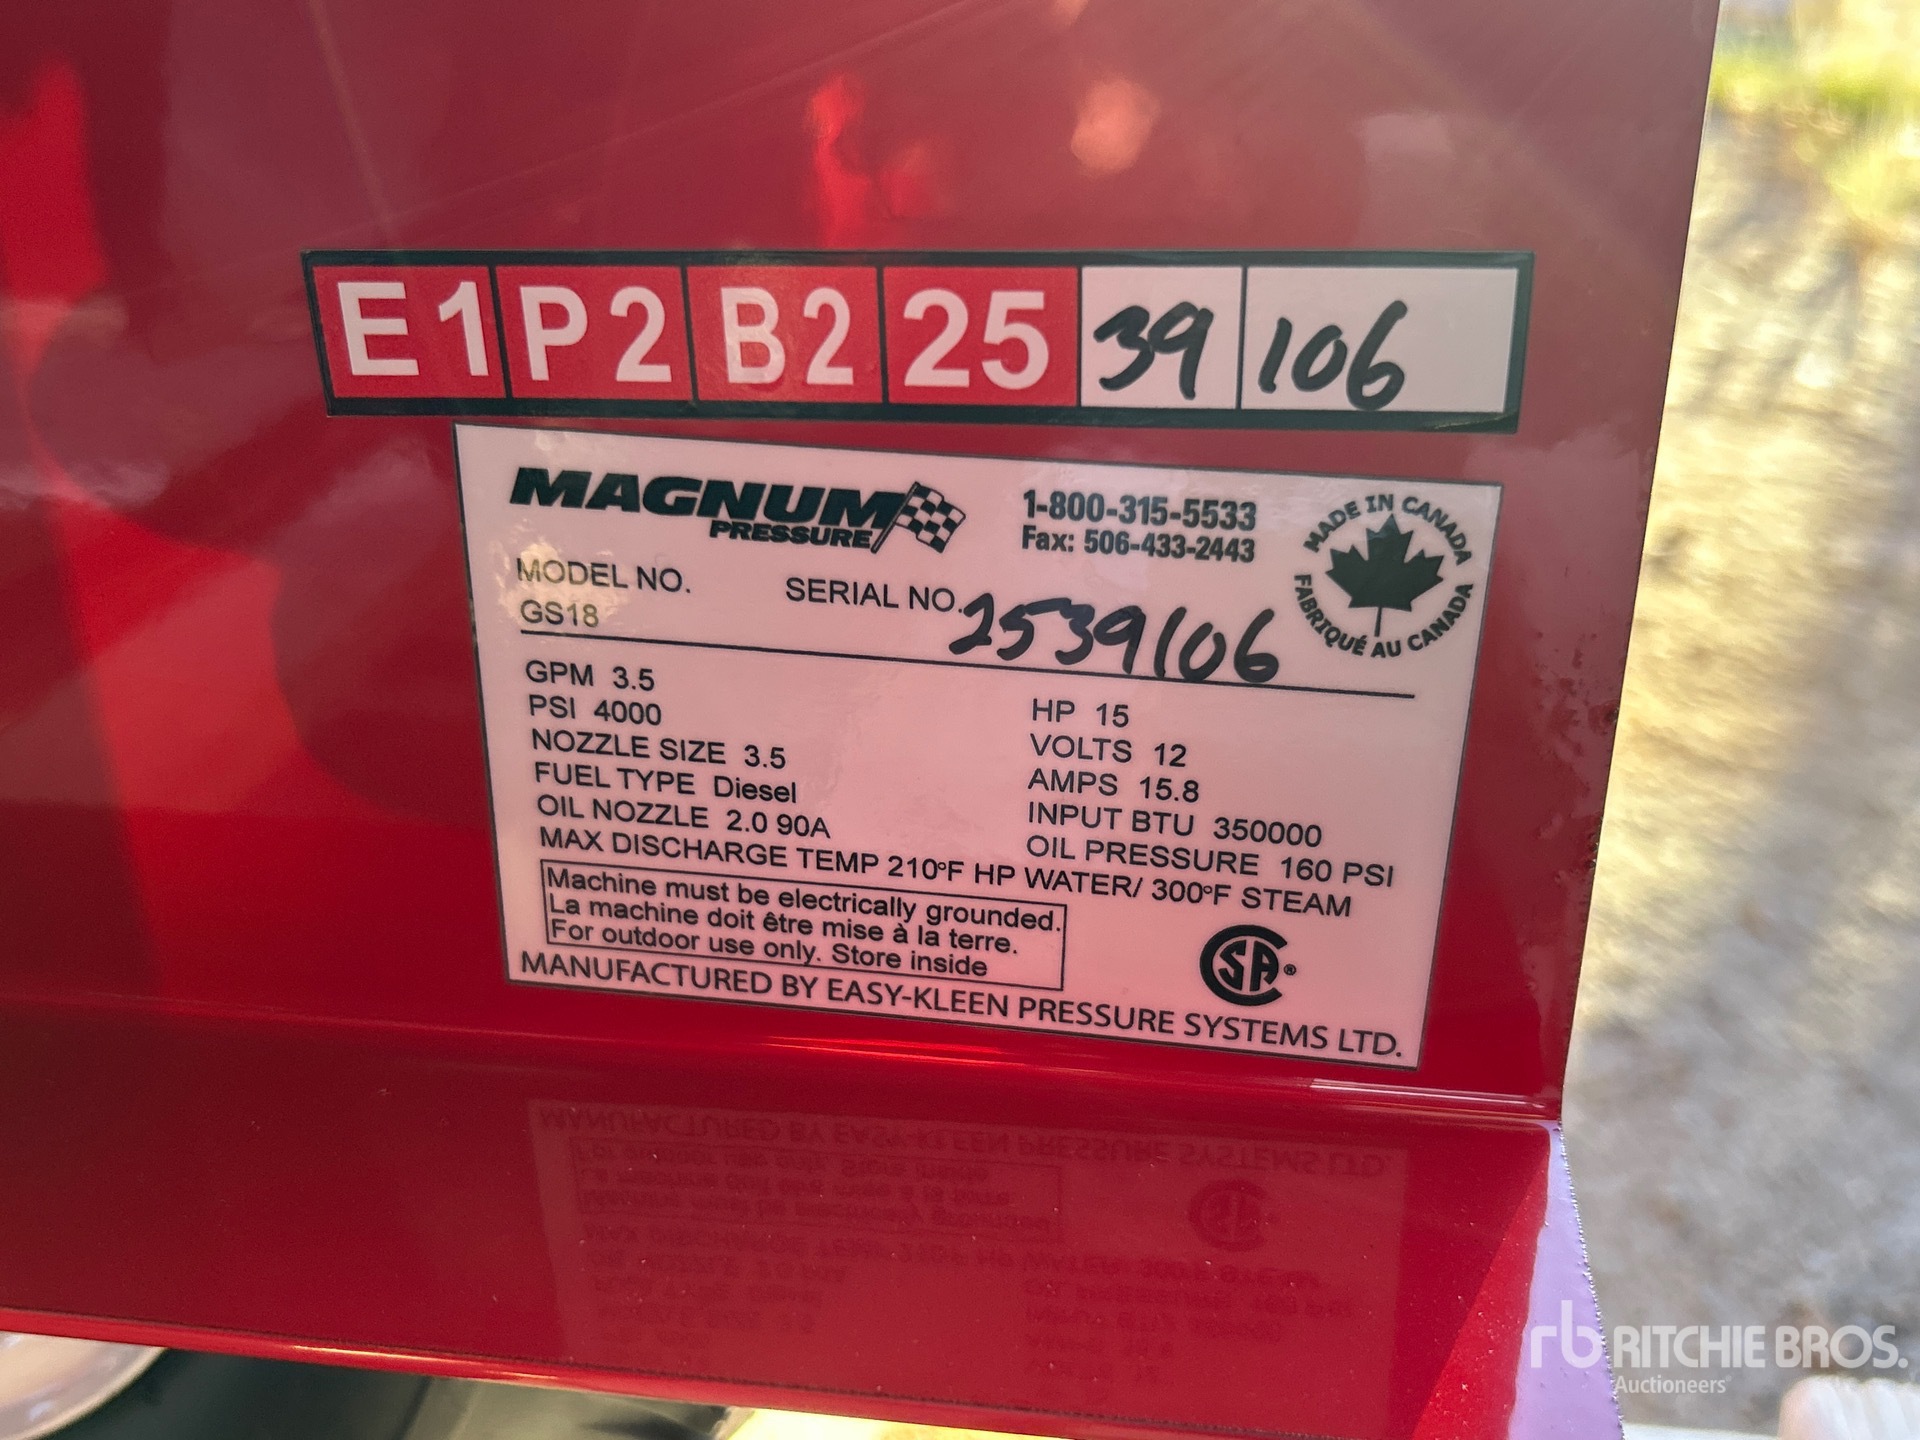 E1 P2 B2 25 39 106
MAGNUM
PRESSURE
1-800-315-5533
Fax: 506-433-2443
MADE IN CANADA
FABRIQUÉ AU CANADA
MODEL NO.
GS18
SERIAL NO. 2539106
GPM 3.5
PSI 4000
NOZZLE SIZE 3.5
FUEL TYPE Diesel
OIL NOZZLE 2.0 90A
HP 15
VOLTS 12
AMPS 15.8
INPUT BTU 350000
OIL PRESSURE 160 PSI
MAX DISCHARGE TEMP 210°F HP WATER/ 300°F STEAM
Machine must be electrically grounded.
La machine doit être mise à la terre.
For outdoor use only. Store inside
CSA®
MANUFACTURED BY EASY-KLEEN PRESSURE SYSTEMS LTD.
rb RITCHIE BROS.
Auctioneers